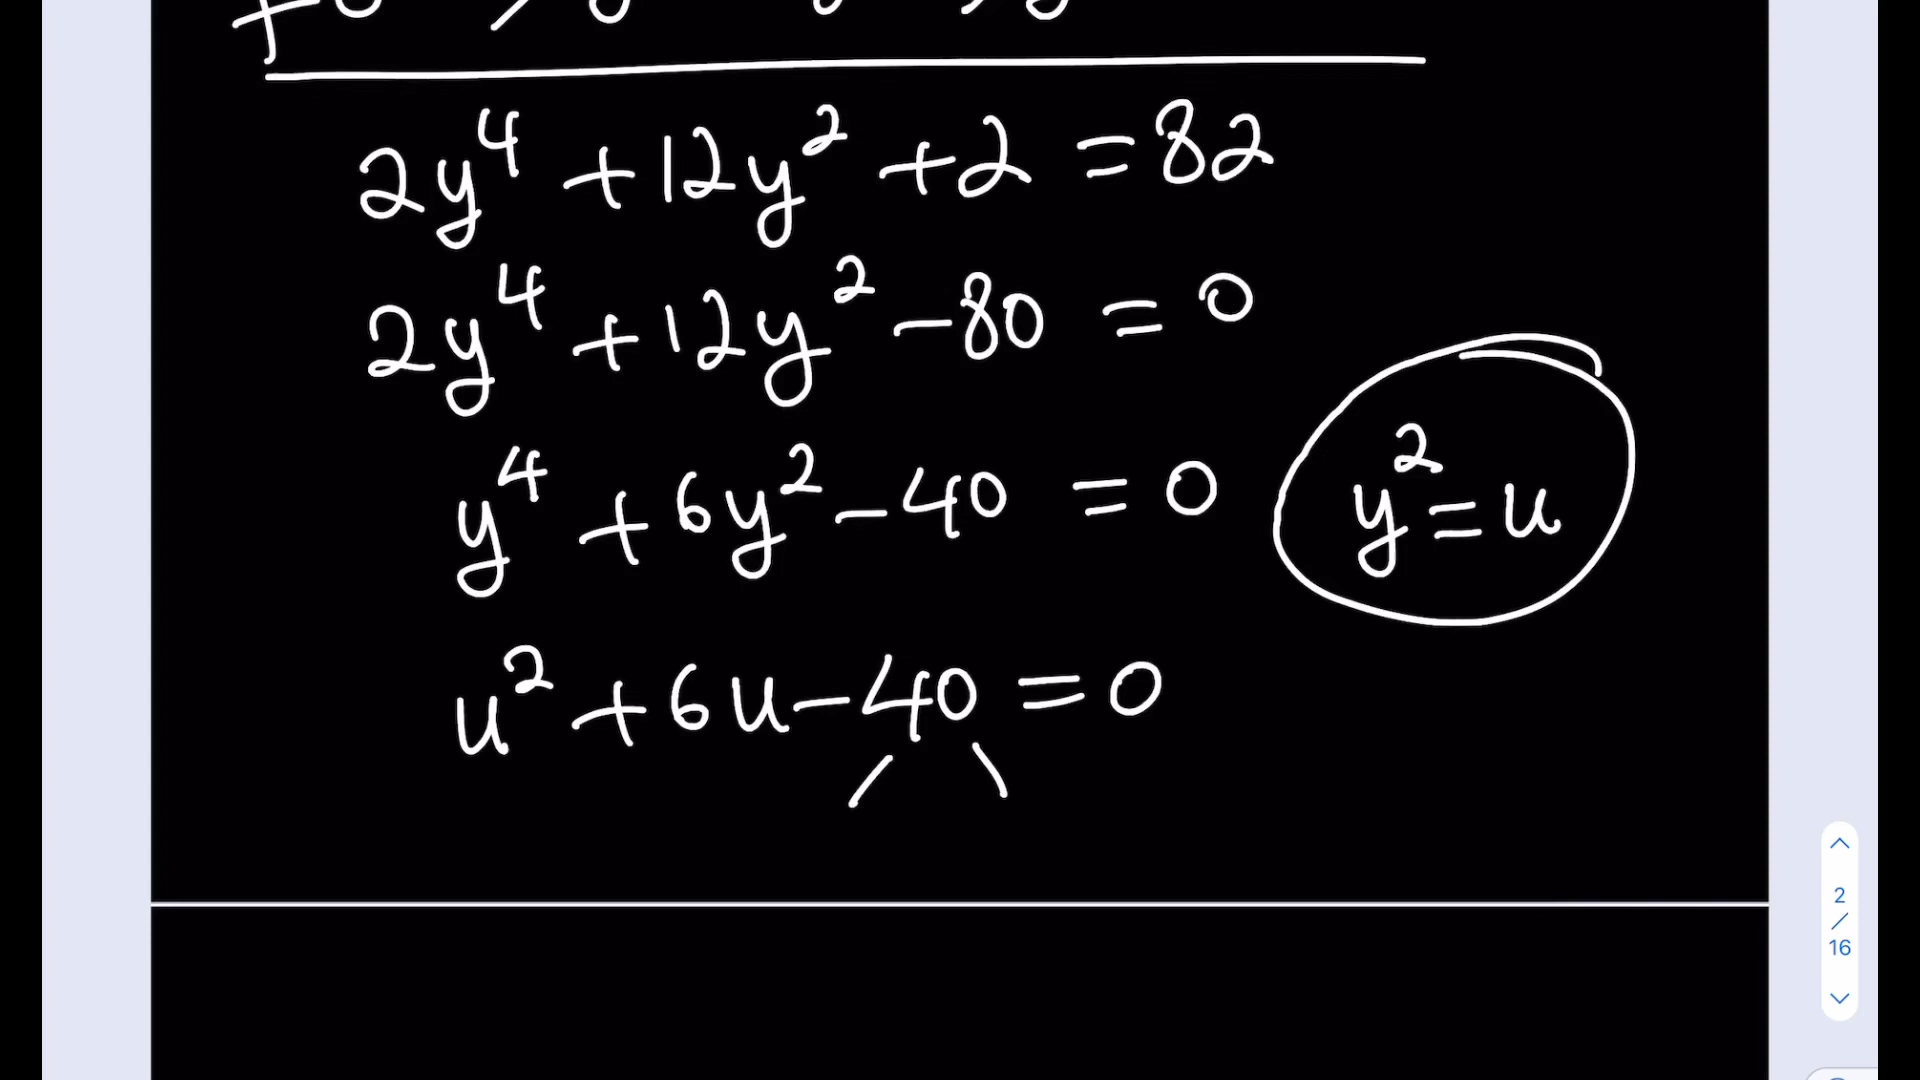 2y⁴ + 12y² + 2 = 82
2y⁴ + 12y² - 80 = 0
y⁴ + 6y² - 40 = 0
y² = u
u² + 6u - 40 = 0
2
/
16